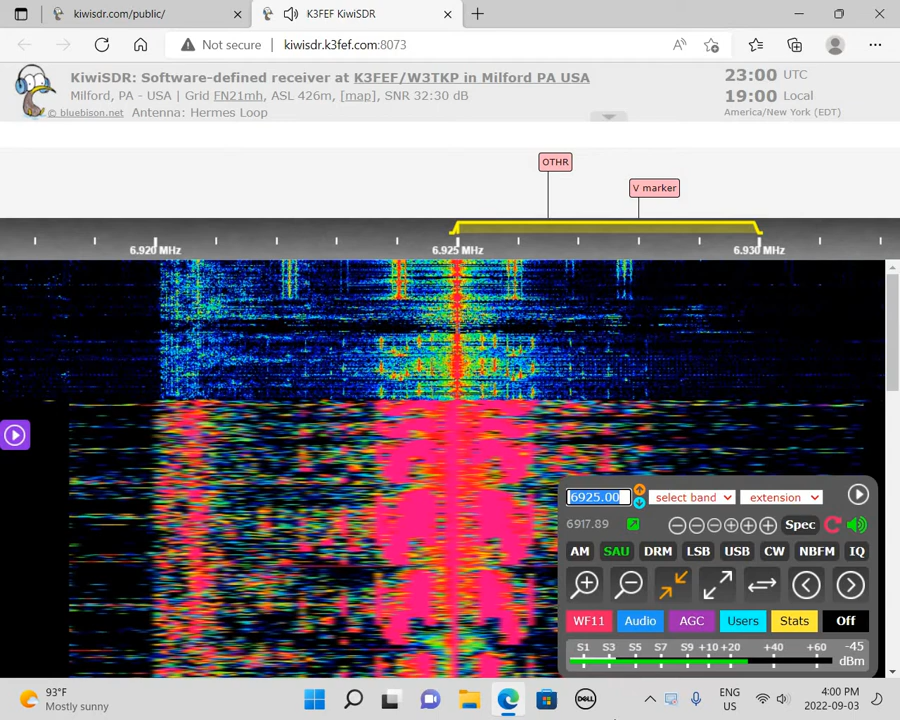 kiwisdr.com/public/
K3FEF KiwiSDR
Not secure
kiwisdr.k3fef.com:8073
KiwiSDR: Software-defined receiver at K3FEF/W3TKP in Milford PA USA
Milford, PA - USA | Grid FN21mh, ASL 426m, [map], SNR 32:30 dB
© bluebison.net
Antenna: Hermes Loop
23:00 UTC
19:00 Local
America/New York (EDT)
OTHR
V marker
6.920 MHz
6.925 MHz
6.930 MHz
6925.00
select band
extension
6917.89
Spec
AM SAU DRM LSB USB CW NBFM IQ
WF11 Audio AGC Users Stats Off
S1 S3 S5 S7 S9 +10 +20 +40 +60
-45
dBm
93°F
Mostly sunny
DELL
ENG
US
4:00 PM
2022-09-03